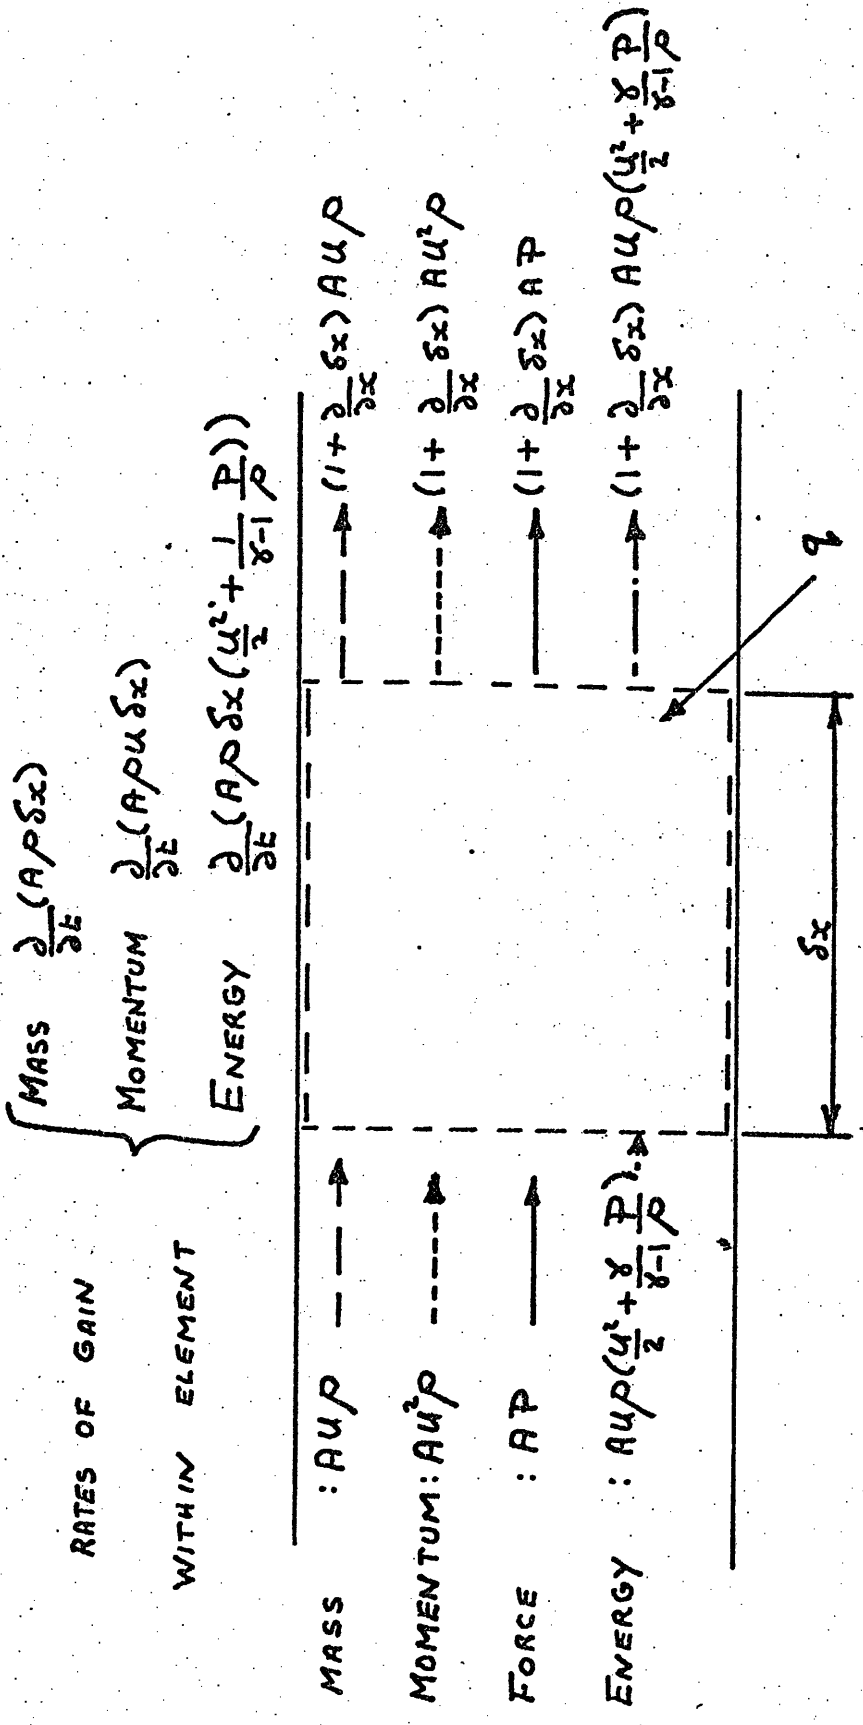 RATES OF GAIN
WITHIN ELEMENT
MASS ∂/∂t (Aρδx)
MOMENTUM ∂/∂t (Aρuδx)
ENERGY ∂/∂t (Aρδx(u²/2 + 1/(γ-1) P/ρ))
MASS : AUρ (1 + ∂/∂x δx) AUρ
MOMENTUM : AU²ρ (1 + ∂/∂x δx) AU²ρ
FORCE : AP (1 + ∂/∂x δx) AP
ENERGY : AUρ(u²/2 + γ/(γ-1) P/ρ) (1 + ∂/∂x δx) AUρ(u²/2 + γ/(γ-1) P/ρ)
q
δx